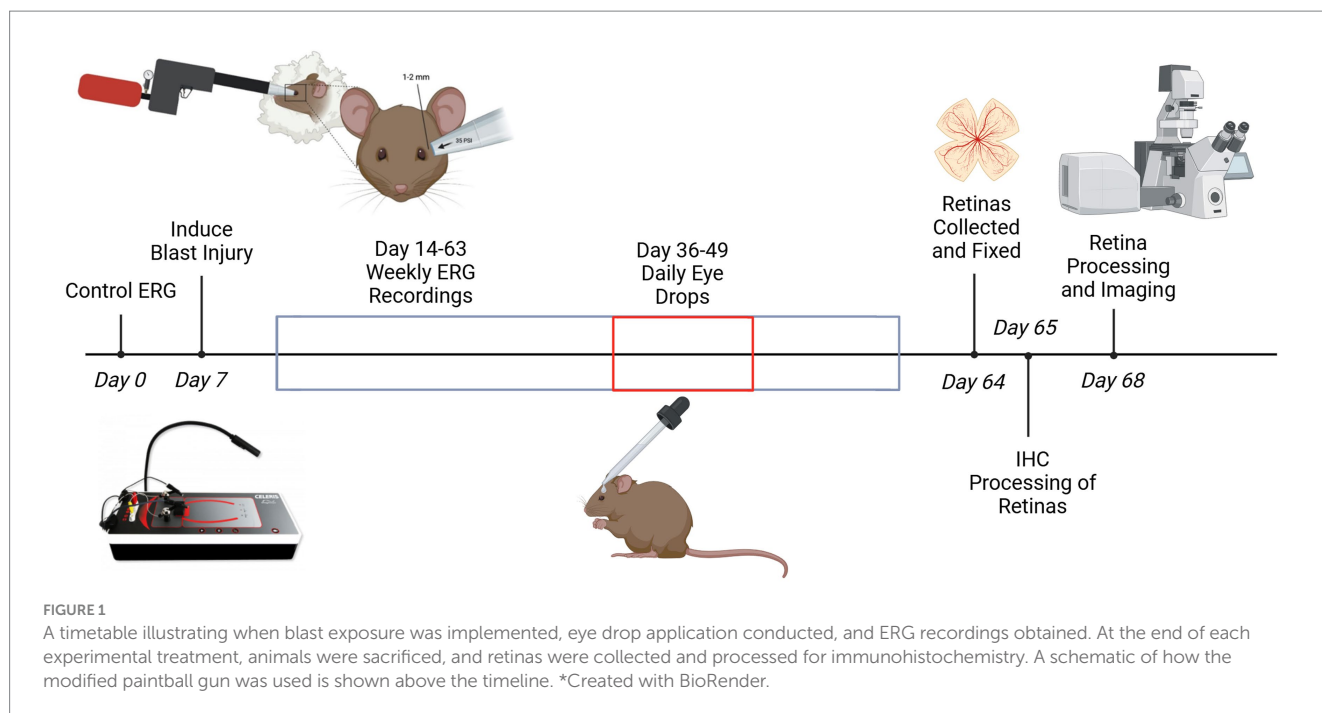 1-2 mm
35 PSI
Control ERG
Induce
Blast Injury
Day 14-63
Weekly ERG
Recordings
Day 36-49
Daily Eye
Drops
Retinas
Collected
and Fixed
Retina
Processing
and Imaging
Day 0
Day 7
Day 64
Day 65
Day 68
IHC
Processing of
Retinas
CELERIS
FIGURE 1
A timetable illustrating when blast exposure was implemented, eye drop application conducted, and ERG recordings obtained. At the end of each
experimental treatment, animals were sacrificed, and retinas were collected and processed for immunohistochemistry. A schematic of how the
modified paintball gun was used is shown above the timeline. *Created with BioRender.